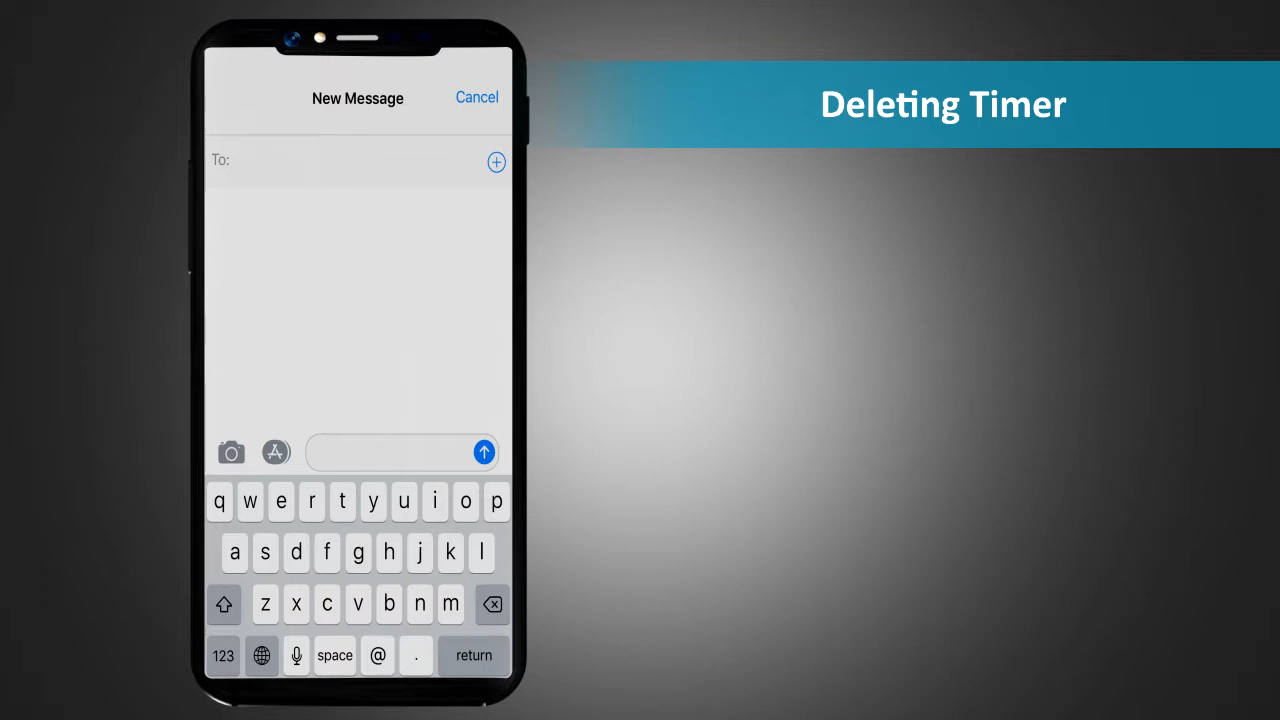 New Message
Cancel
To:
Deleting Timer
q w e r t y u i o p
a s d f g h j k l
z x c v b n m
123 space @ . return